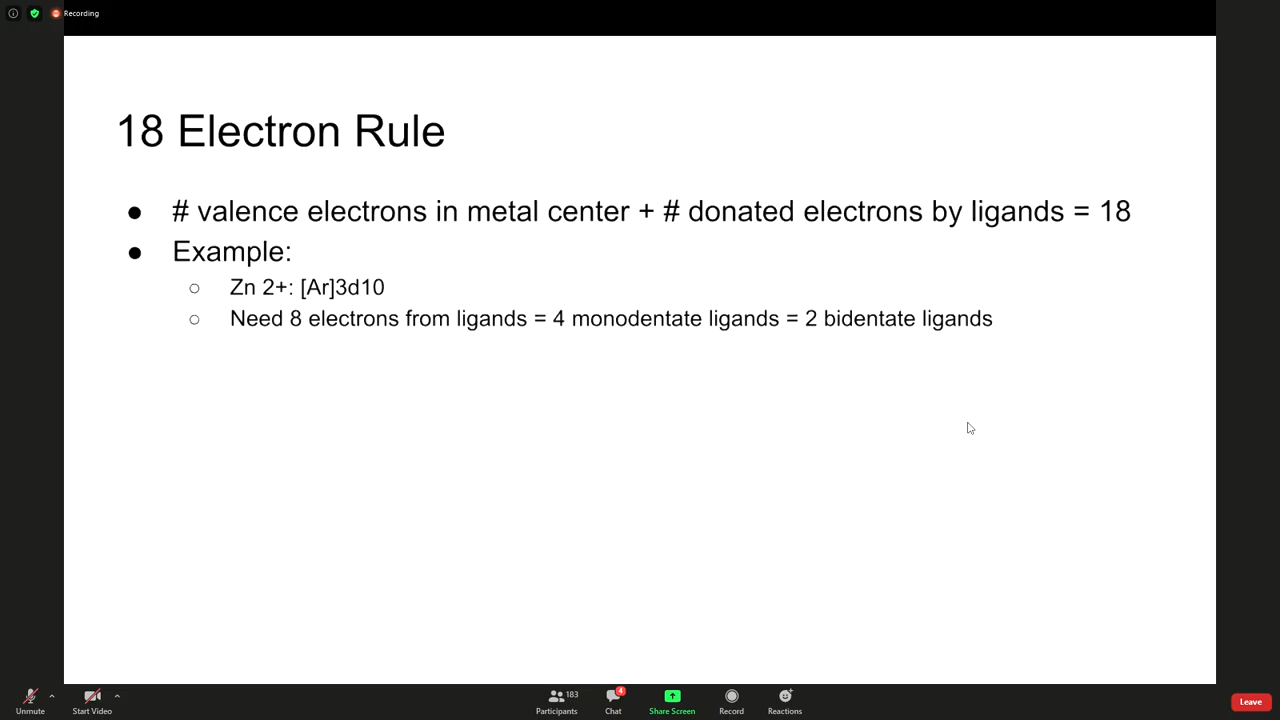 Recording
18 Electron Rule
● # valence electrons in metal center + # donated electrons by ligands = 18
● Example:
○ Zn 2+: [Ar]3d10
○ Need 8 electrons from ligands = 4 monodentate ligands = 2 bidentate ligands
183
4
Unmute
Start Video
Participants
Chat
Share Screen
Record
Reactions
Leave